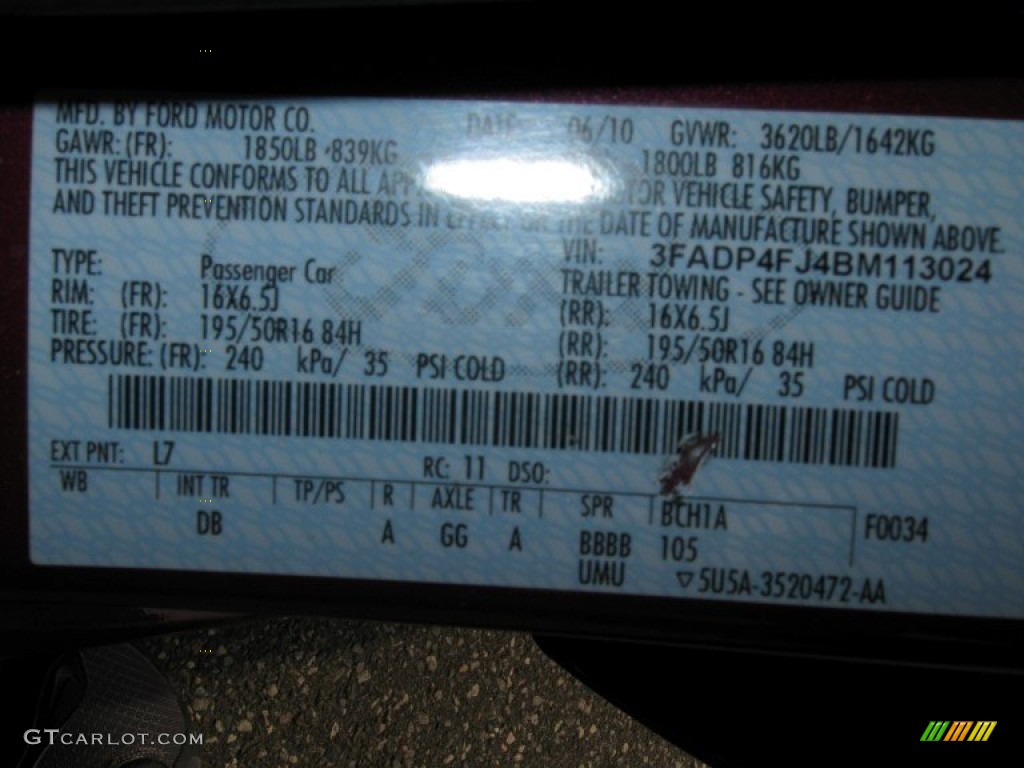 MFD. BY FORD MOTOR CO. DATE: 06/10 GVWR: 3620LB/1642KG
GAWR: (FR): 1850LB 839KG 1800LB 816KG
THIS VEHICLE CONFORMS TO ALL VEHICLE SAFETY, BUMPER,
AND THEFT PREVENTION STANDARDS IN EFFECT ON THE DATE OF MANUFACTURE SHOWN ABOVE.
VIN: 3FADP4FJ4BM113024
TYPE: Passenger Car TRAILER TOWING - SEE OWNER GUIDE
RIM: (FR): 16X6.5J (RR): 16X6.5J
TIRE: (FR): 195/50R16 84H (RR): 195/50R16 84H
PRESSURE: (FR): 240 kPa/ 35 PSI COLD (RR): 240 kPa/ 35 PSI COLD
EXT PNT: L7 RC: 11 DSO:
WB INT TR TP/PS R AXLE TR SPR BCH1A F0034
DB A GG A BBBB 105
UMU ▽5U5A-3520472-AA
GTCARLOT.COM